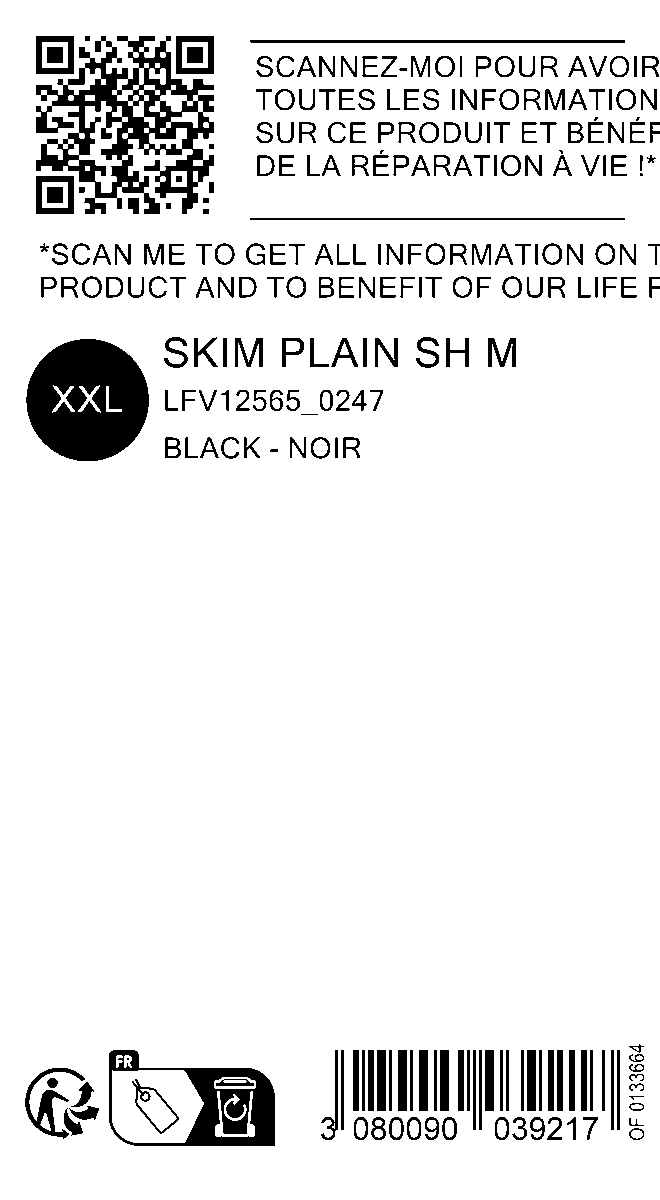 SCANNEZ-MOI POUR AVOIR
TOUTES LES INFORMATION
SUR CE PRODUIT ET BÉNÉF
DE LA RÉPARATION À VIE !*
*SCAN ME TO GET ALL INFORMATION ON T
PRODUCT AND TO BENEFIT OF OUR LIFE R
XXL
SKIM PLAIN SH M
LFV12565_0247
BLACK - NOIR
FR
3 080090 039217
OF 0133664